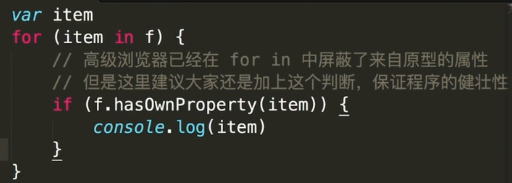 var item
for (item in f) {
    // 高级浏览器已经在 for in 中屏蔽了来自原型的属性
    // 但是这里建议大家还是加上这个判断，保证程序的健壮性
    if (f.hasOwnProperty(item)) {
        console.log(item)
    }
}